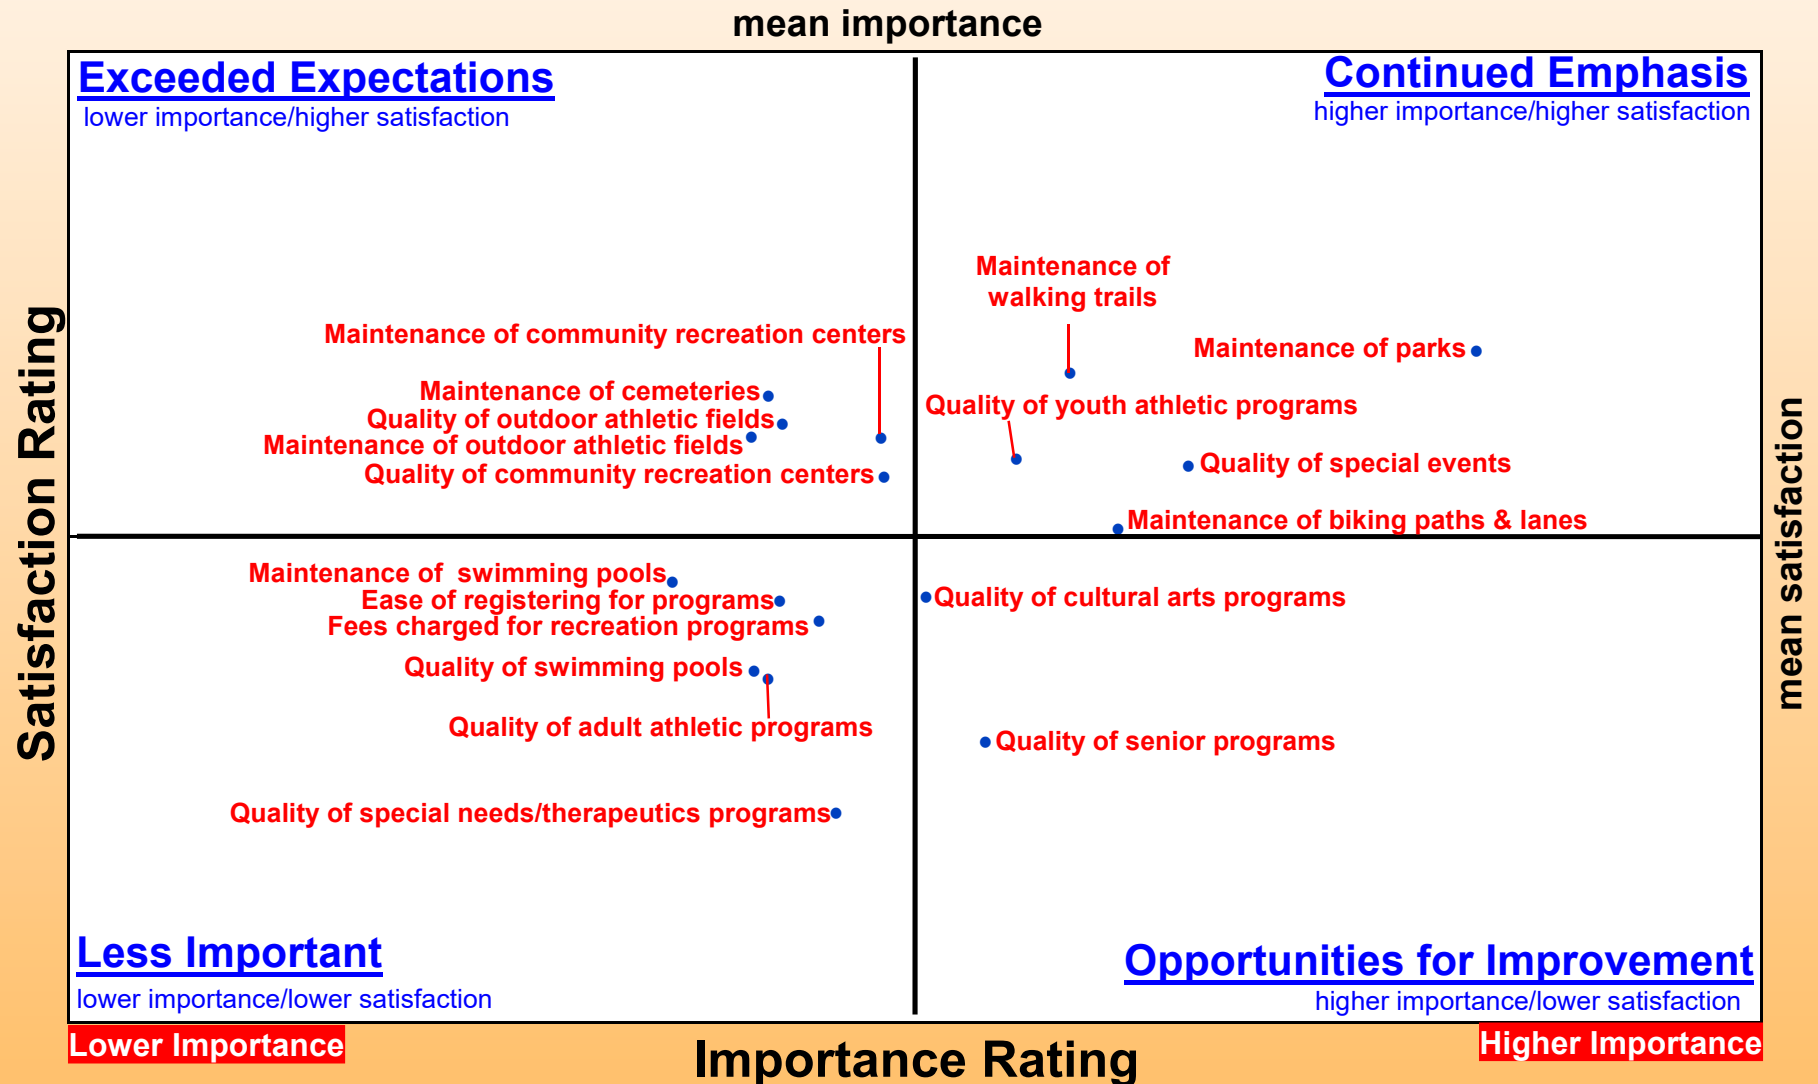 mean importance
Exceeded Expectations
lower importance/higher satisfaction
Continued Emphasis
higher importance/higher satisfaction
Maintenance of
walking trails
Maintenance of community recreation centers
Maintenance of parks
Maintenance of cemeteries
Quality of youth athletic programs
Quality of outdoor athletic fields
Maintenance of outdoor athletic fields
Quality of special events
Quality of community recreation centers
Maintenance of biking paths & lanes
Satisfaction Rating
mean satisfaction
Maintenance of  swimming pools
Ease of registering for programs
Quality of cultural arts programs
Fees charged for recreation programs
Quality of swimming pools
Quality of adult athletic programs
Quality of senior programs
Quality of special needs/therapeutics programs
Less Important
lower importance/lower satisfaction
Opportunities for Improvement
higher importance/lower satisfaction
Lower Importance
Importance Rating
Higher Importance